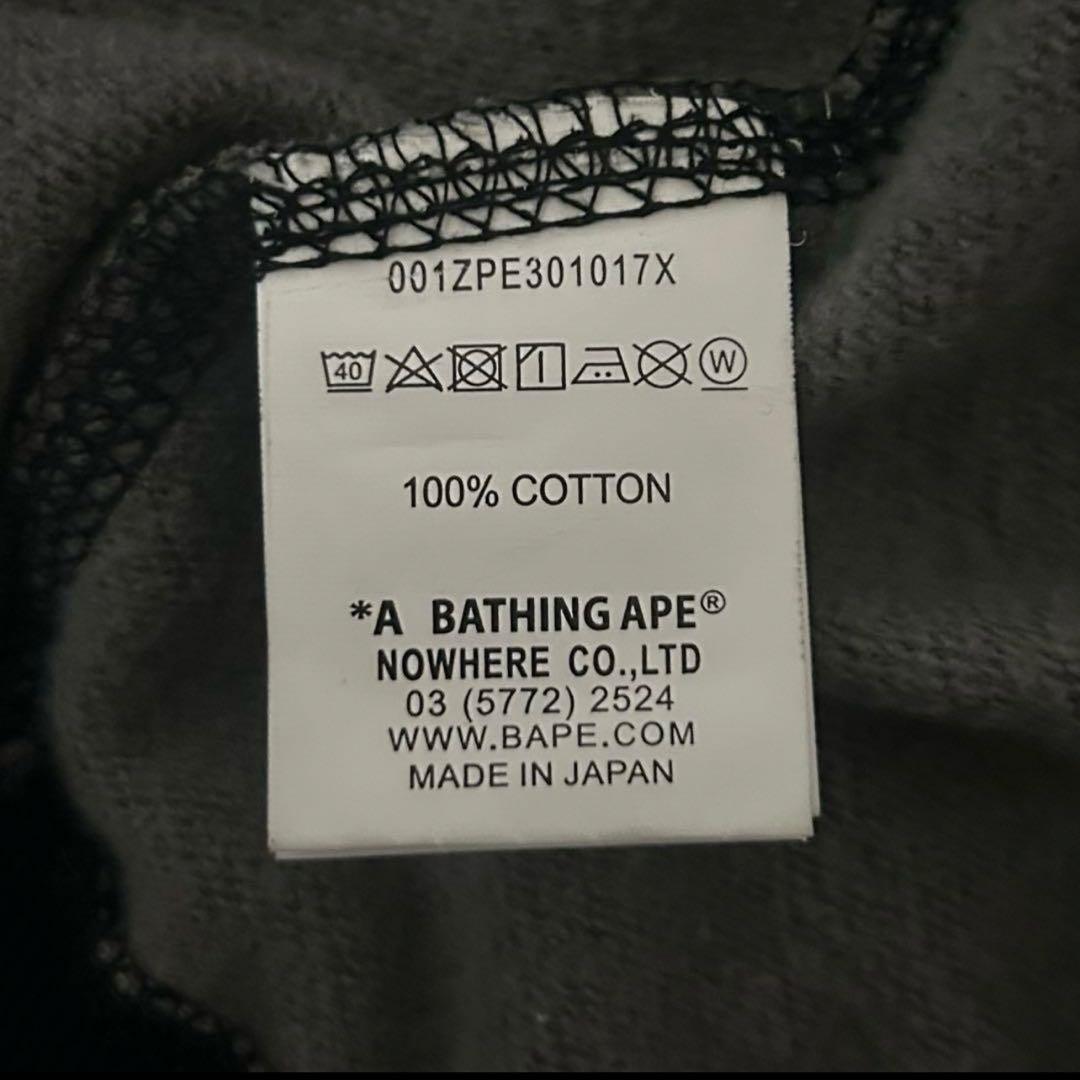 001ZPE301017X
40 W
100% COTTON
*A BATHING APE®
NOWHERE CO.,LTD
03 (5772) 2524
WWW.BAPE.COM
MADE IN JAPAN